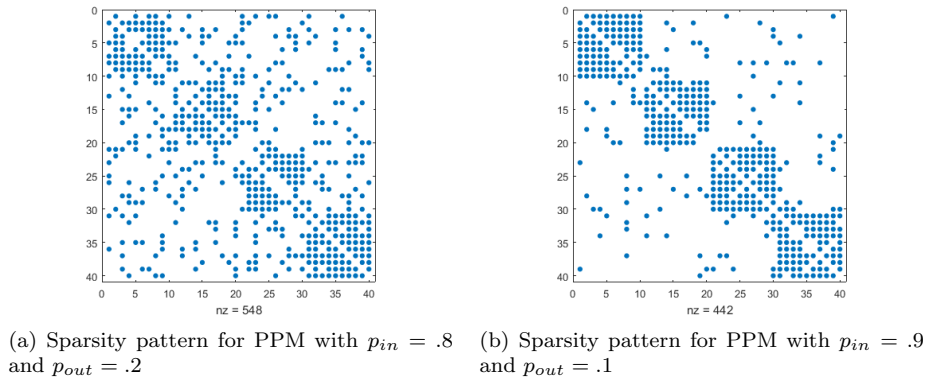 0
5
10
15
20
25
30
35
40
0 5 10 15 20 25 30 35 40
nz = 548
(a) Sparsity pattern for PPM with p_in = .8
and p_out = .2
0
5
10
15
20
25
30
35
40
0 5 10 15 20 25 30 35 40
nz = 442
(b) Sparsity pattern for PPM with p_in = .9
and p_out = .1